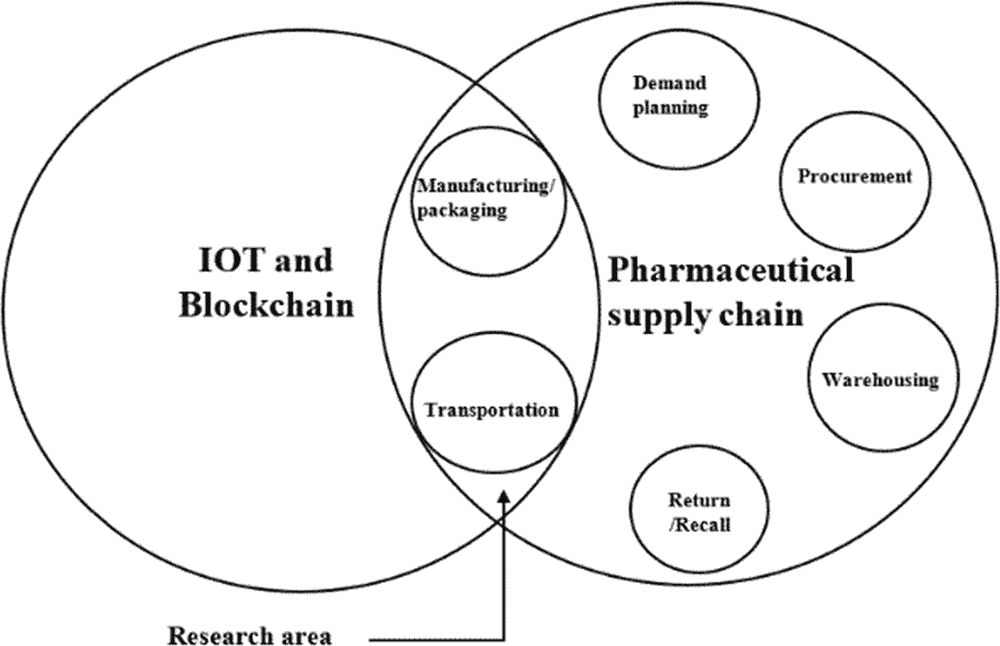 IOT and
Blockchain
Manufacturing/
packaging
Transportation
Pharmaceutical
supply chain
Demand
planning
Procurement
Warehousing
Return
/Recall
Research area